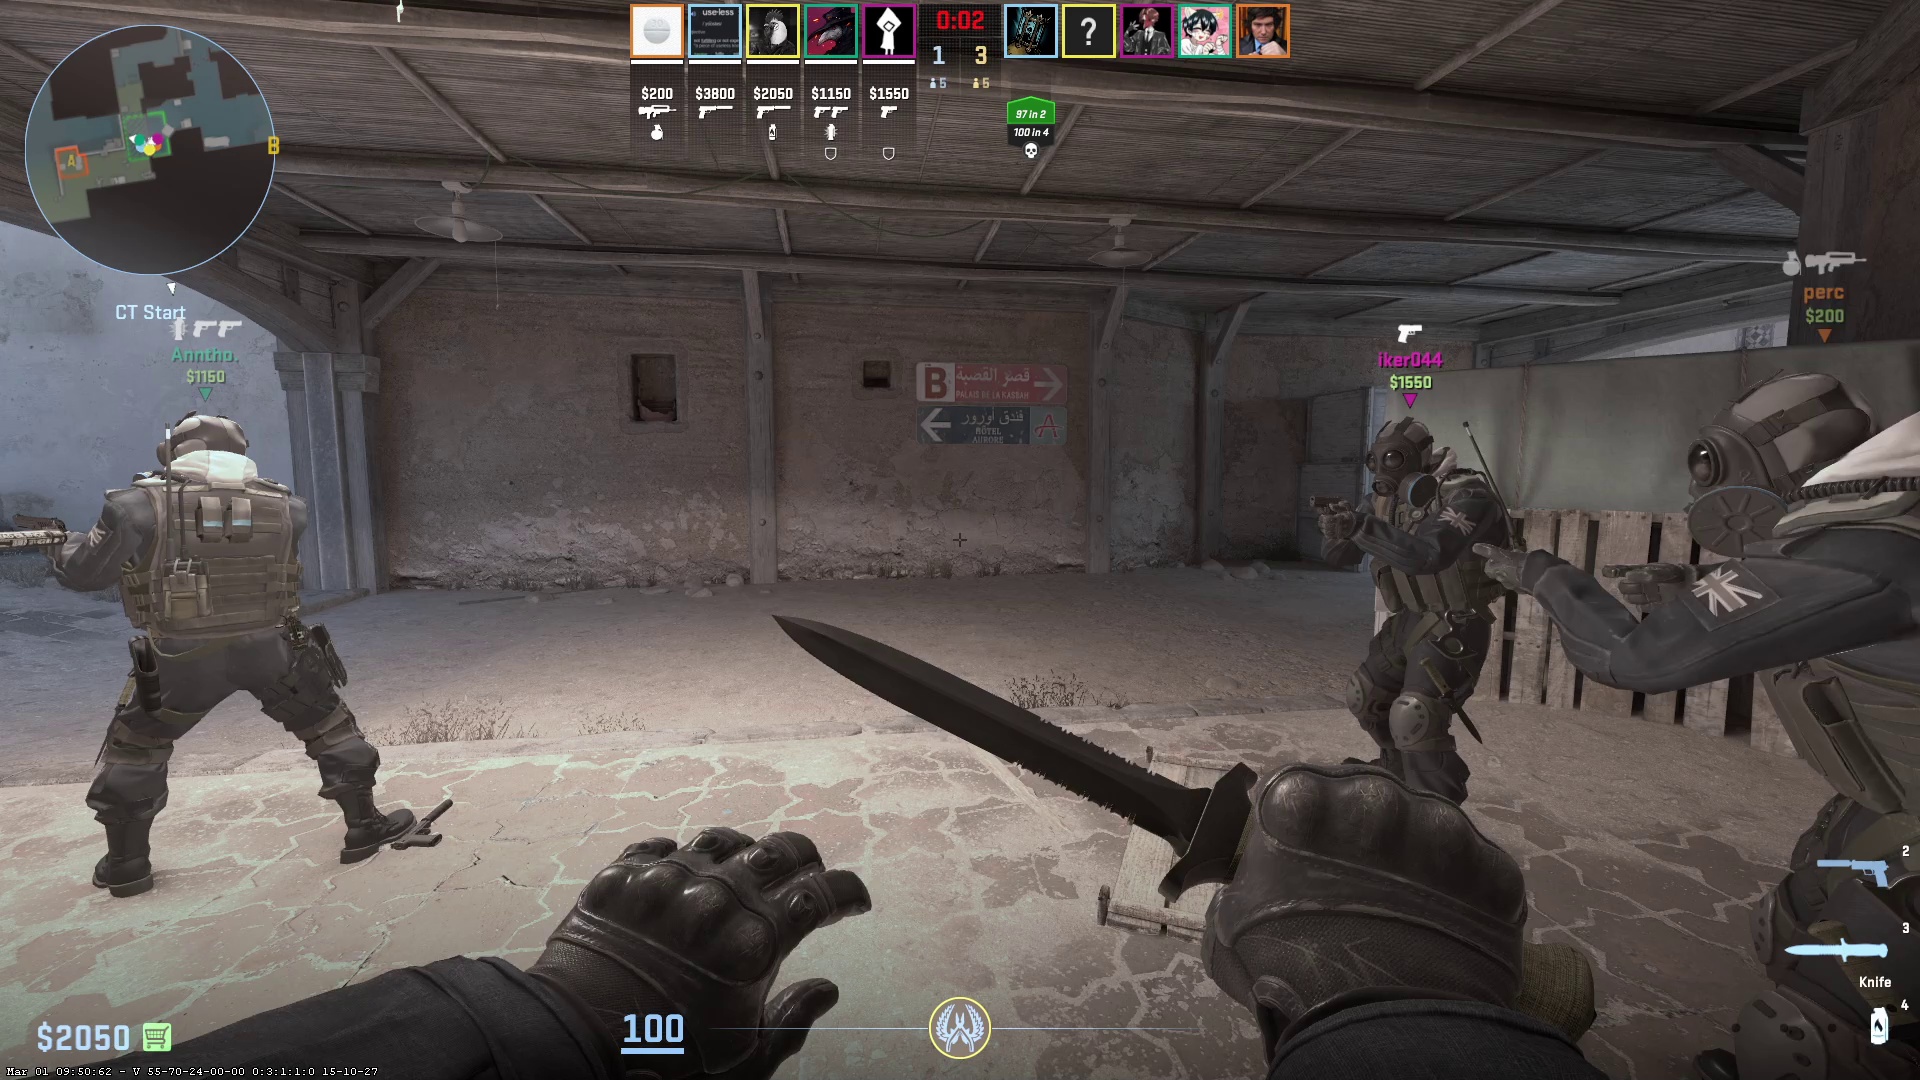 use-less
0:02
1 3
5 5
$200 $3800 $2050 $1150 $1550
?
97 in 2
100 in 4
A
B
CT Start
Anntho.
$1150
iker044
$1550
perc
$200
B قصر القصبة
PALAIS DE LA KASBAH
فندق اورور A
HÔTEL
AURORE
2
3
Knife
4
$2050
100
Mar 01 09:50:62 - V 55-70-24-00-00 0:3:1:1:0 15-10-27